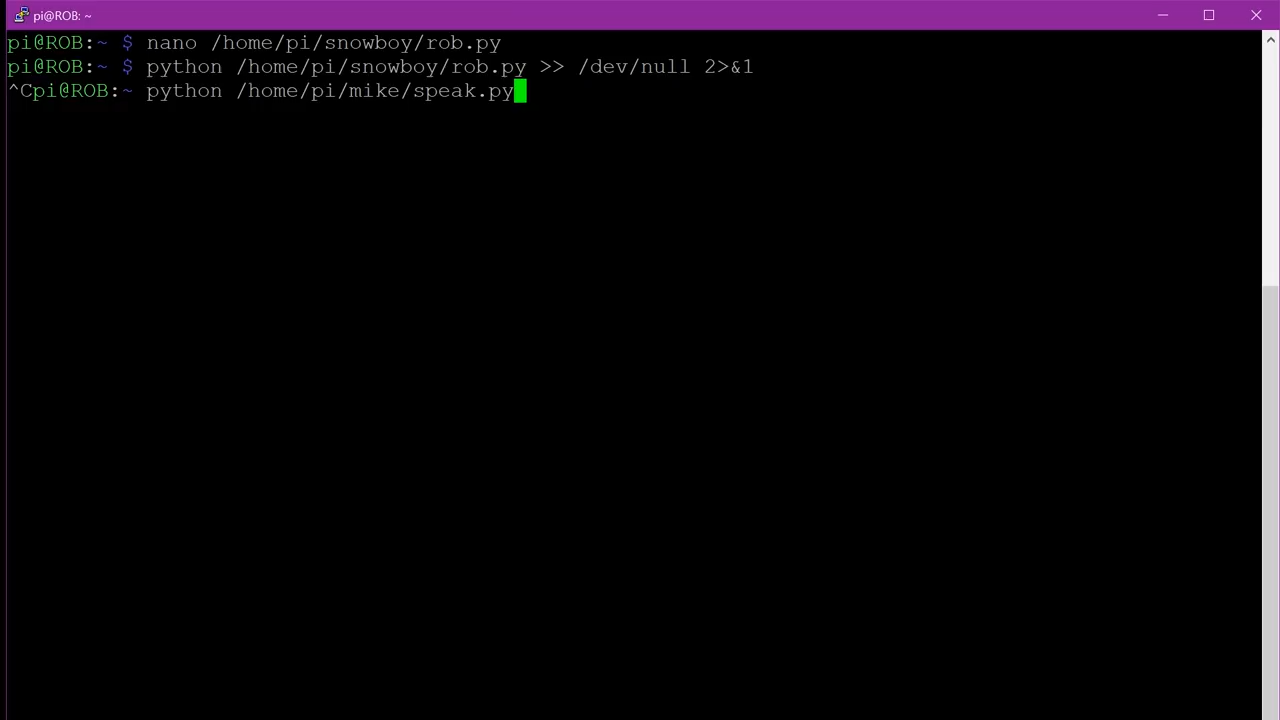 pi@ROB: ~
pi@ROB:~ $ nano /home/pi/snowboy/rob.py
pi@ROB:~ $ python /home/pi/snowboy/rob.py >> /dev/null 2>&1
^Cpi@ROB:~ python /home/pi/mike/speak.py